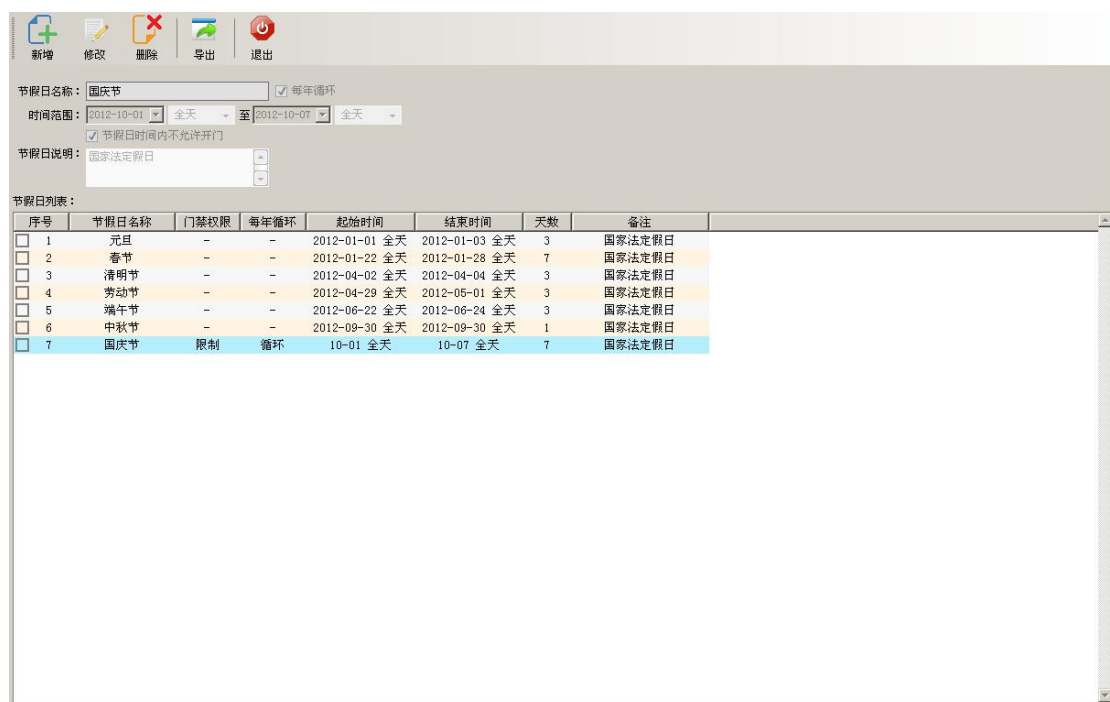 新增 修改 删除 导出 退出
节假日名称： 国庆节 每年循环
时间范围： 2012-10-01 全天 至 2012-10-07 全天
节假日时间内不允许开门
节假日说明： 国家法定假日
节假日列表：
序号 节假日名称 门禁权限 每年循环 起始时间 结束时间 天数 备注
1 元旦 - - 2012-01-01 全天 2012-01-03 全天 3 国家法定假日
2 春节 - - 2012-01-22 全天 2012-01-28 全天 7 国家法定假日
3 清明节 - - 2012-04-02 全天 2012-04-04 全天 3 国家法定假日
4 劳动节 - - 2012-04-29 全天 2012-05-01 全天 3 国家法定假日
5 端午节 - - 2012-06-22 全天 2012-06-24 全天 3 国家法定假日
6 中秋节 - - 2012-09-30 全天 2012-09-30 全天 1 国家法定假日
7 国庆节 限制 循环 10-01 全天 10-07 全天 7 国家法定假日